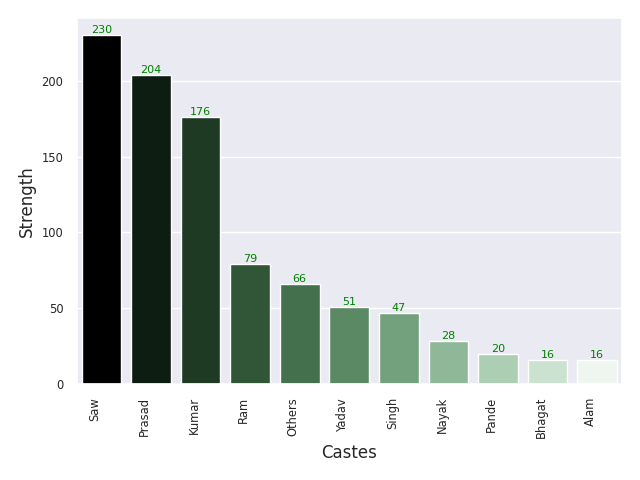 230
204
176
79
66
51
47
28
20
16
16
200
150
100
50
0
Strength
Saw
Prasad
Kumar
Ram
Others
Yadav
Singh
Nayak
Pande
Bhagat
Alam
Castes